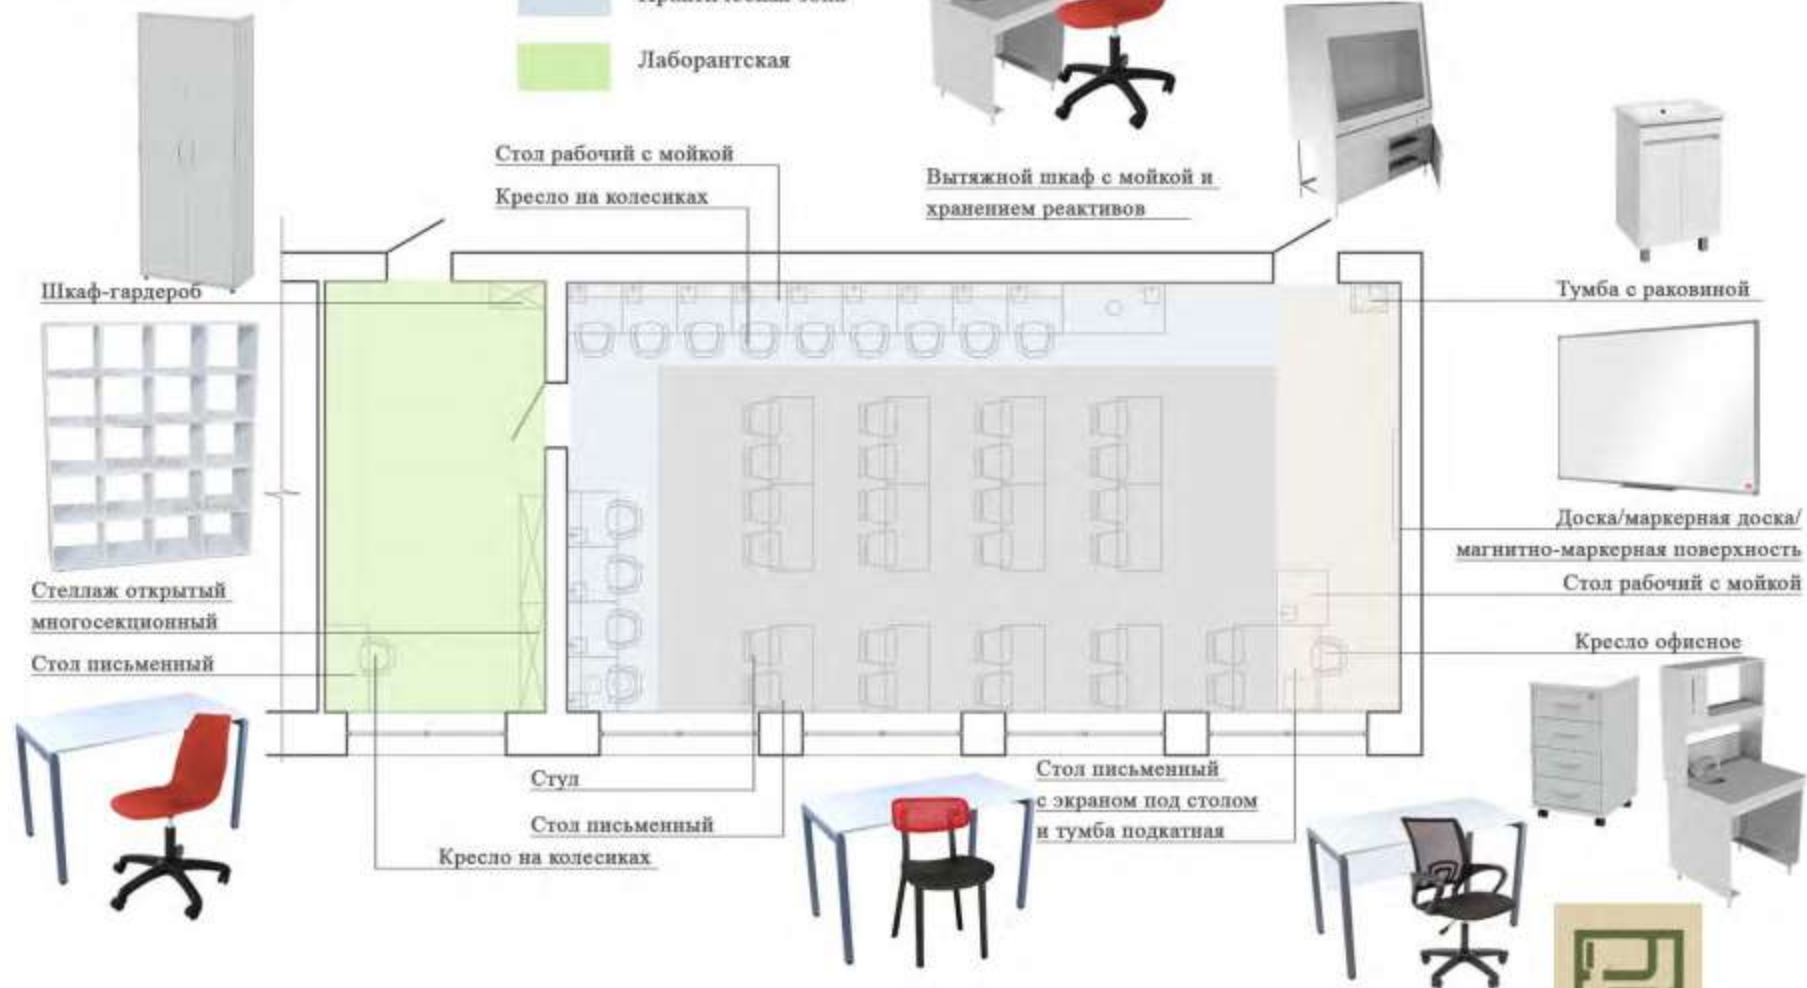 Лаборантская
Стол рабочий с мойкой
Кресло на колесиках
Вытяжной шкаф с мойкой и
хранением реактивов
Шкаф-гардероб
Тумба с раковиной
Доска/маркерная доска/
магнитно-маркерная поверхность
Стол рабочий с мойкой
Стеллаж открытый
многосекционный
Кресло офисное
Стол письменный
Стул
Стол письменный
с экраном под столом
и тумба подкатная
Стол письменный
Кресло на колесиках